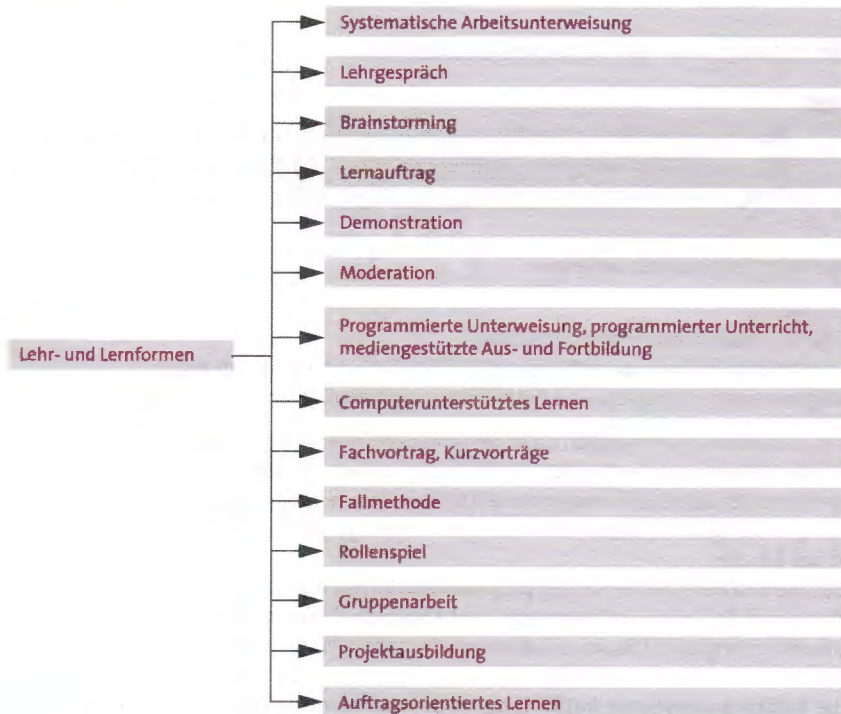 Systematische Arbeitsunterweisung
Lehrgespräch
Brainstorming
Lernauftrag
Demonstration
Moderation
Programmierte Unterweisung, programmierter Unterricht,
mediengestützte Aus- und Fortbildung
Lehr- und Lernformen
Computerunterstütztes Lernen
Fachvortrag, Kurzvorträge
Fallmethode
Rollenspiel
Gruppenarbeit
Projektausbildung
Auftragsorientiertes Lernen